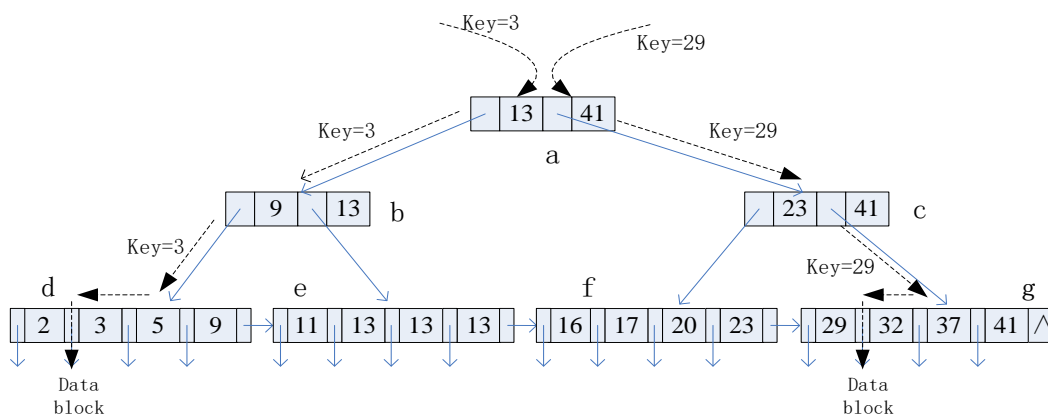 Key=3
Key=29
13 41
Key=3
Key=29
a
9 13
b
23 41
c
Key=3
Key=29
d
e
f
g
2 3 5 9
11 13 13 13
16 17 20 23
29 32 37 41 ^
Data
block
Data
block